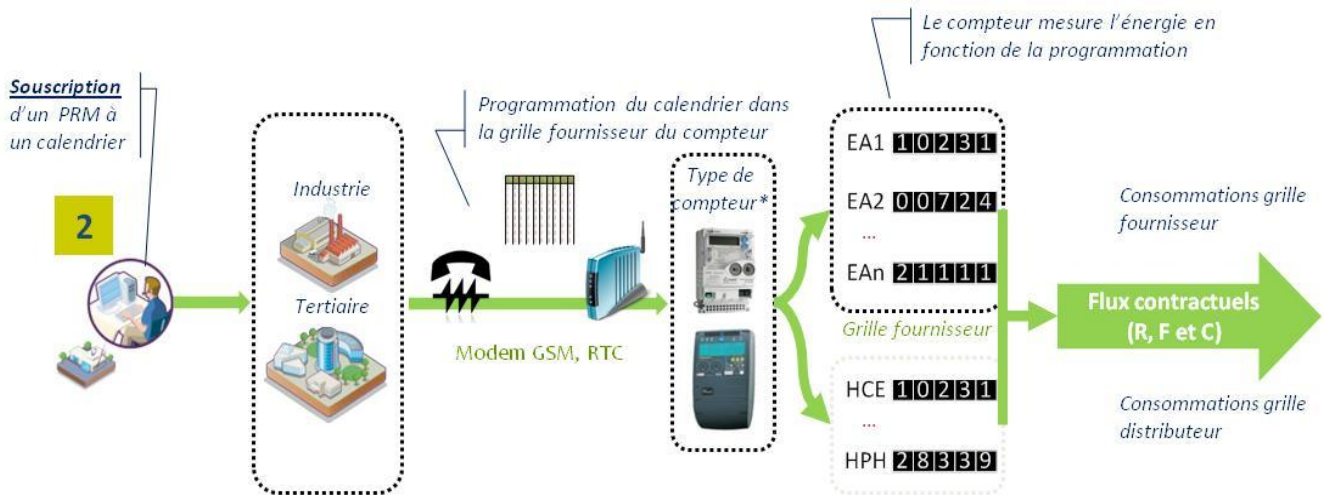 Le compteur mesure l'énergie en
fonction de la programmation
Souscription
d'un PRM à
un calendrier
Programmation du calendrier dans
la grille fournisseur du compteur
2
Industrie
Tertiaire
Modem GSM, RTC
Type de
compteur*
EA1 10231
EA2 00724
...
EAn 21111
Grille fournisseur
HCE 10231
...
HPH 28339
Consommations grille
fournisseur
Flux contractuels
(R, F et C)
Consommations grille
distributeur